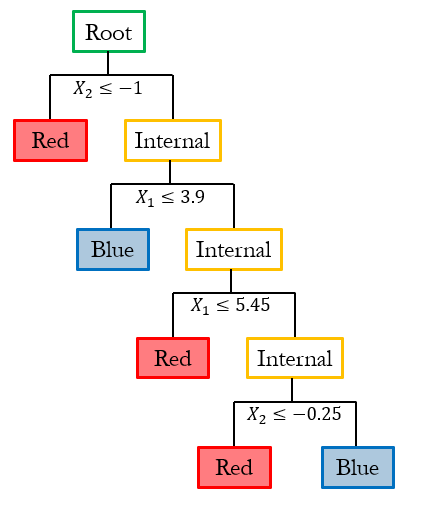 Root
X₂ ≤ −1
Red
Internal
X₁ ≤ 3.9
Blue
Internal
X₁ ≤ 5.45
Red
Internal
X₂ ≤ −0.25
Red
Blue